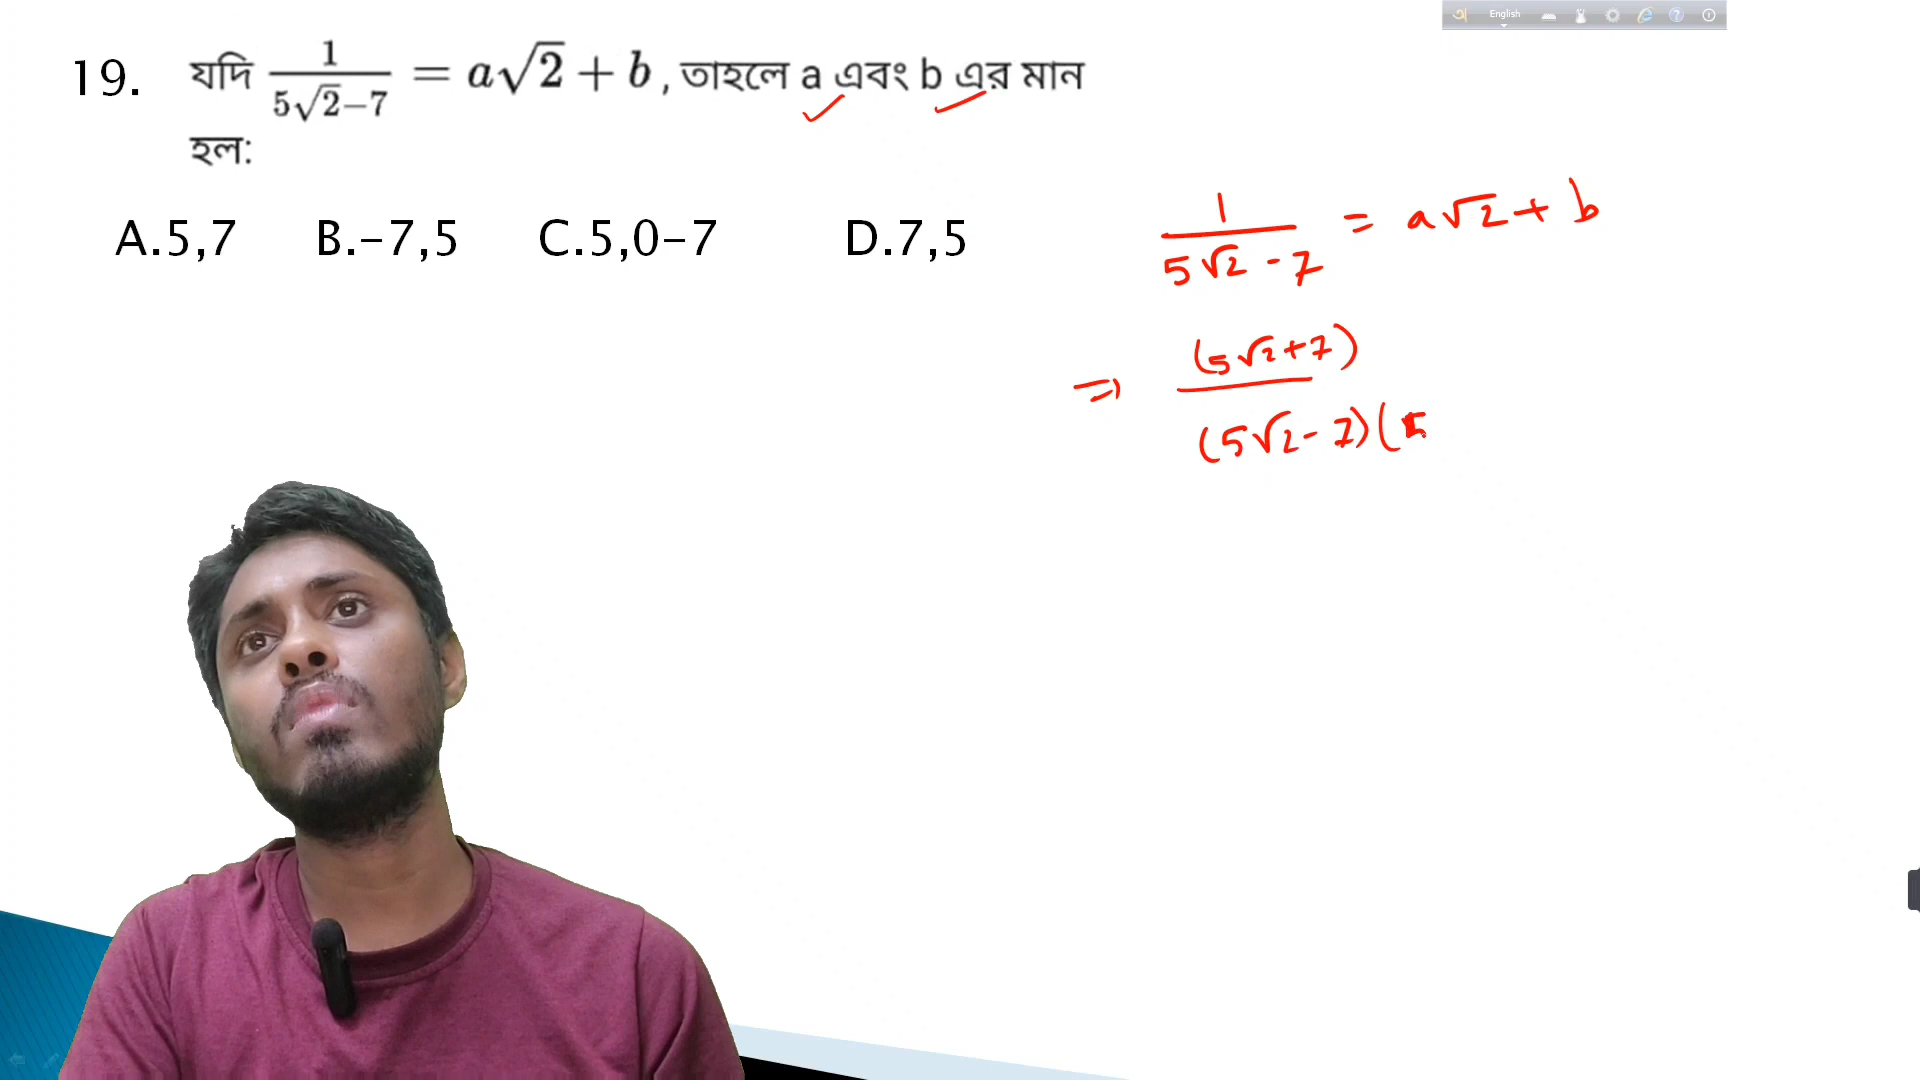 English
19. যদি 1/(5√2−7) = a√2 + b, তাহলে a এবং b এর মান
হল:
A.5,7 B.-7,5 C.5,0-7 D.7,5
1/(5√2 - 7) = a√2 + b
⇒ (5√2+7)/(5√2-7)(5